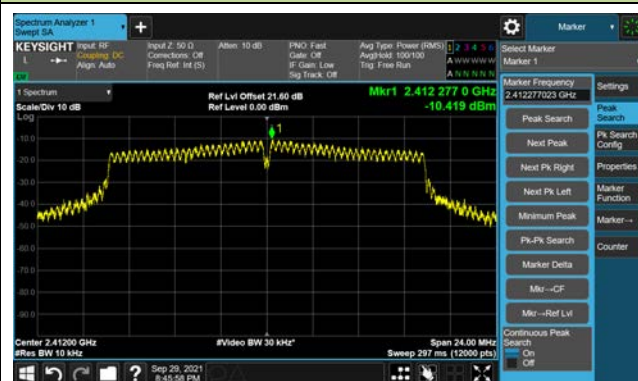 Spectrum Analyzer 1
Swept SA
+
Marker
KEYSIGHT
Input: RF
Coupling: DC
Align: Auto
Input Z: 50 Ω
Corrections: Off
Freq Ref: Int (S)
Atten: 10 dB
PNO: Fast
Gate: Off
IF Gain: Low
Sig Track: Off
Avg Type: Power (RMS)
Avg|Hold: 100/100
Trig: Free Run
1 2 3 4 5 6
A W W W W W
A N N N N N
L
Select Marker
Marker 1
1 Spectrum
Scale/Div 10 dB
Log
Ref Lvl Offset 21.60 dB
Ref Level 0.00 dBm
Mkr1 2.412 277 0 GHz
-10.419 dBm
1
-10.0
-20.0
-30.0
-40.0
-50.0
-60.0
-70.0
-80.0
-90.0
Center 2.41200 GHz
#Res BW 10 kHz
#Video BW 30 kHz*
Span 24.00 MHz
Sweep 297 ms (12000 pts)
Marker Frequency
2.412277023 GHz
Peak Search
Next Peak
Next Pk Right
Next Pk Left
Minimum Peak
Pk-Pk Search
Marker Delta
Mkr→CF
Mkr→Ref Lvl
Continuous Peak
Search
On
Off
Settings
Peak
Search
Pk Search
Config
Properties
Marker
Function
Marker→
Counter
?
Sep 29, 2021
8:45:58 PM